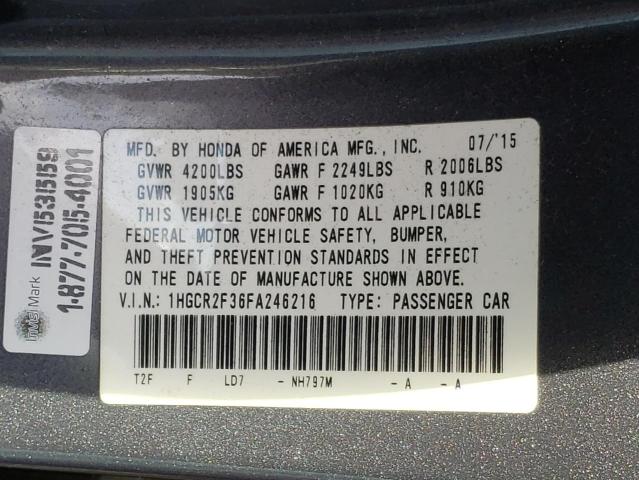 MFD. BY HONDA OF AMERICA MFG., INC. 07/'15
GVWR 4200LBS GAWR F 2249LBS R 2006LBS
GVWR 1905KG GAWR F 1020KG R 910KG
THIS VEHICLE CONFORMS TO ALL APPLICABLE
FEDERAL MOTOR VEHICLE SAFETY, BUMPER,
AND THEFT PREVENTION STANDARDS IN EFFECT
ON THE DATE OF MANUFACTURE SHOWN ABOVE.
V.I.N.: 1HGCR2F36FA246216 TYPE: PASSENGER CAR
T2F F LD7 - NH797M - A - A
Mark INV15315159
1-877-705-4001